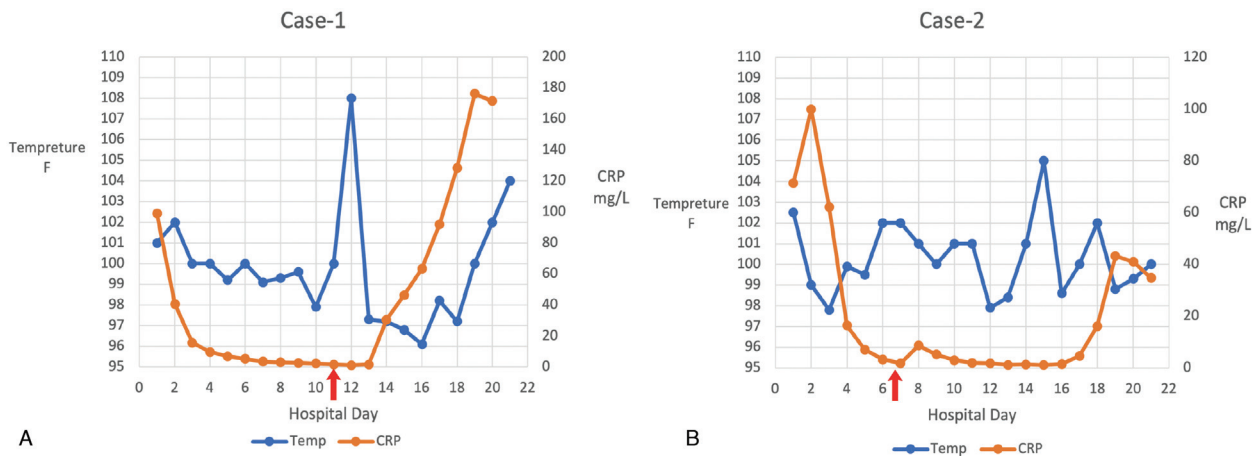 Case-1
110
109
108
107
106
105
104
103
102
101
100
99
98
97
96
95
Tempreture
F
200
180
160
140
120
100
80
60
40
20
0
CRP
mg/L
0 2 4 6 8 10 12 14 16 18 20 22
Hospital Day
A
Temp CRP
Case-2
110
109
108
107
106
105
104
103
102
101
100
99
98
97
96
95
Tempreture
F
120
100
80
60
40
20
0
CRP
mg/L
0 2 4 6 8 10 12 14 16 18 20 22
Hospital Day
B
Temp CRP